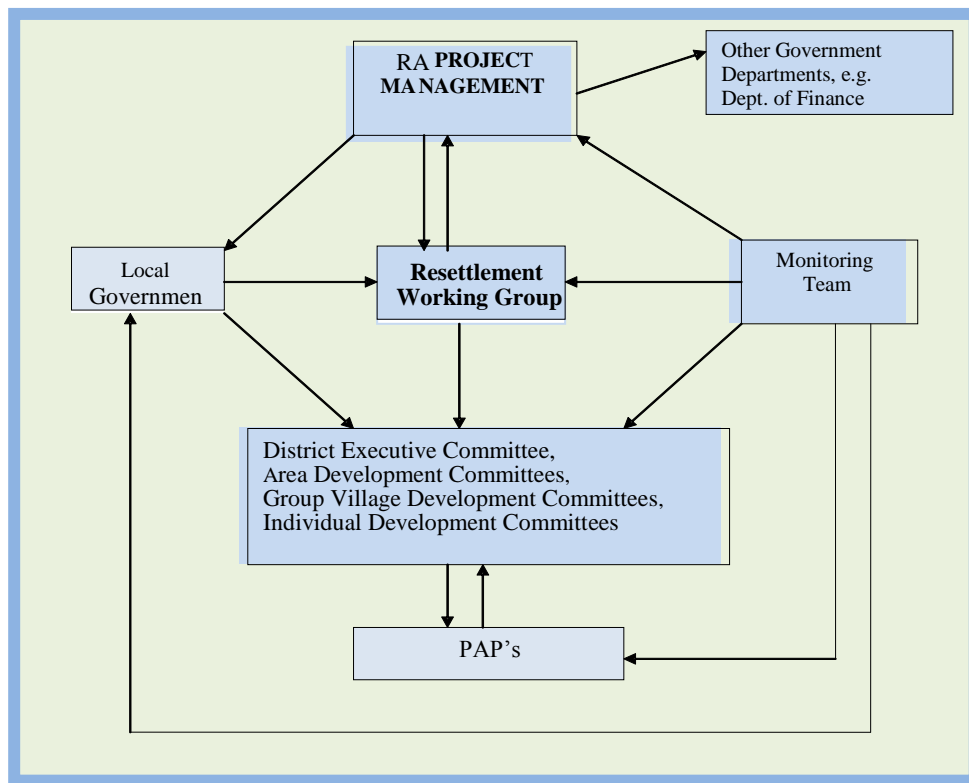 RA PROJECT
MANAGEMENT
Other Government
Departments, e.g.
Dept. of Finance
Local
Governmen
Resettlement
Working Group
Monitoring
Team
District Executive Committee,
Area Development Committees,
Group Village Development Committees,
Individual Development Committees
PAP’s